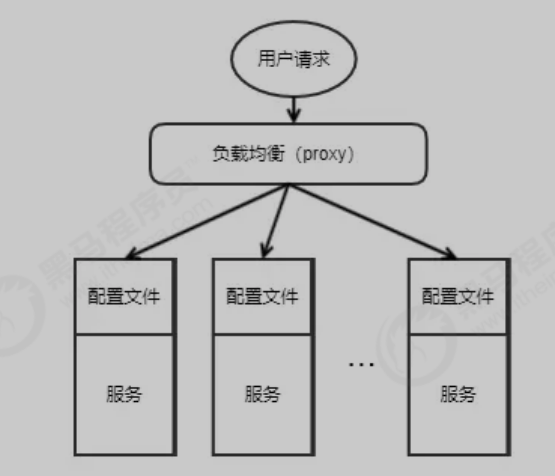 用户请求
负载均衡（proxy）
配置文件 配置文件 配置文件
...
服务 服务 服务
黑马程序员